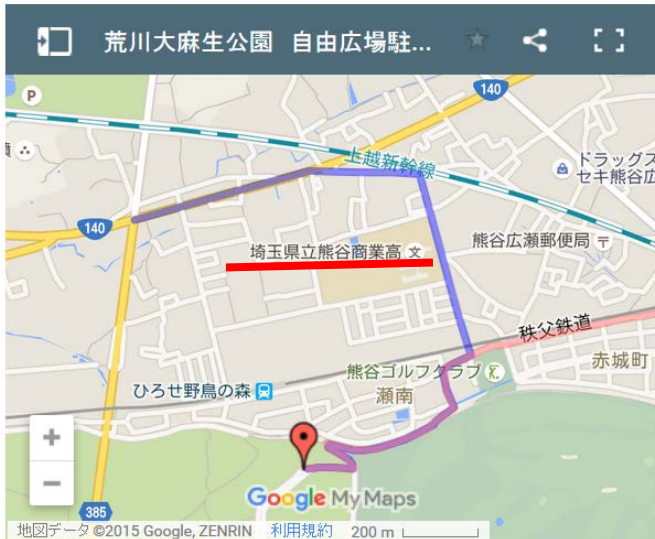 荒川大麻生公園 自由広場駐...
P
140
上越新幹線
ドラッグス
セキ熊谷広
140
埼玉県立熊谷商業高
文
熊谷広瀬郵便局
〒
秩父鉄道
熊谷ゴルフクラブ
赤城町
ひろせ野鳥の森
瀬南
+
−
Google My Maps
385
地図データ ©2015 Google, ZENRIN 利用規約 200 m